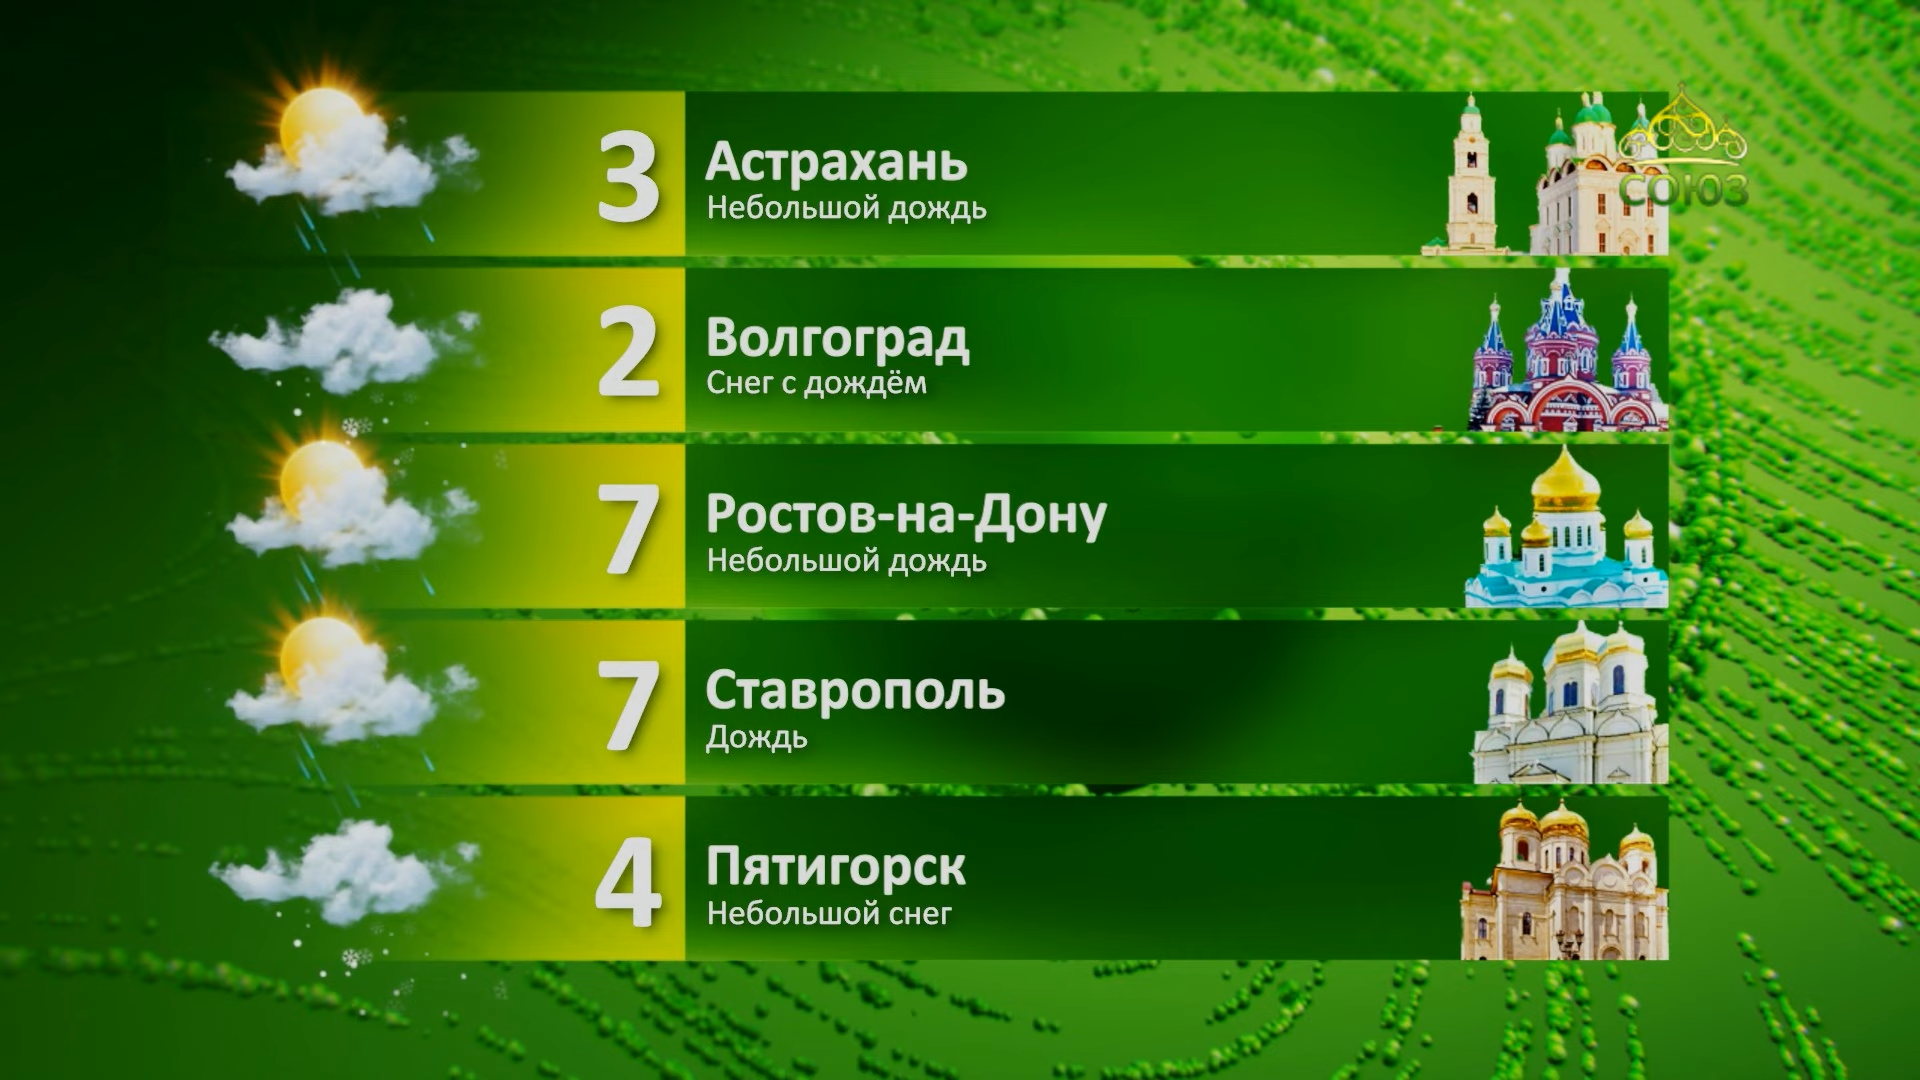 3
Астрахань
Небольшой дождь
СОЮЗ
2
Волгоград
Снег с дождём
7
Ростов-на-Дону
Небольшой дождь
7
Ставрополь
Дождь
4
Пятигорск
Небольшой снег